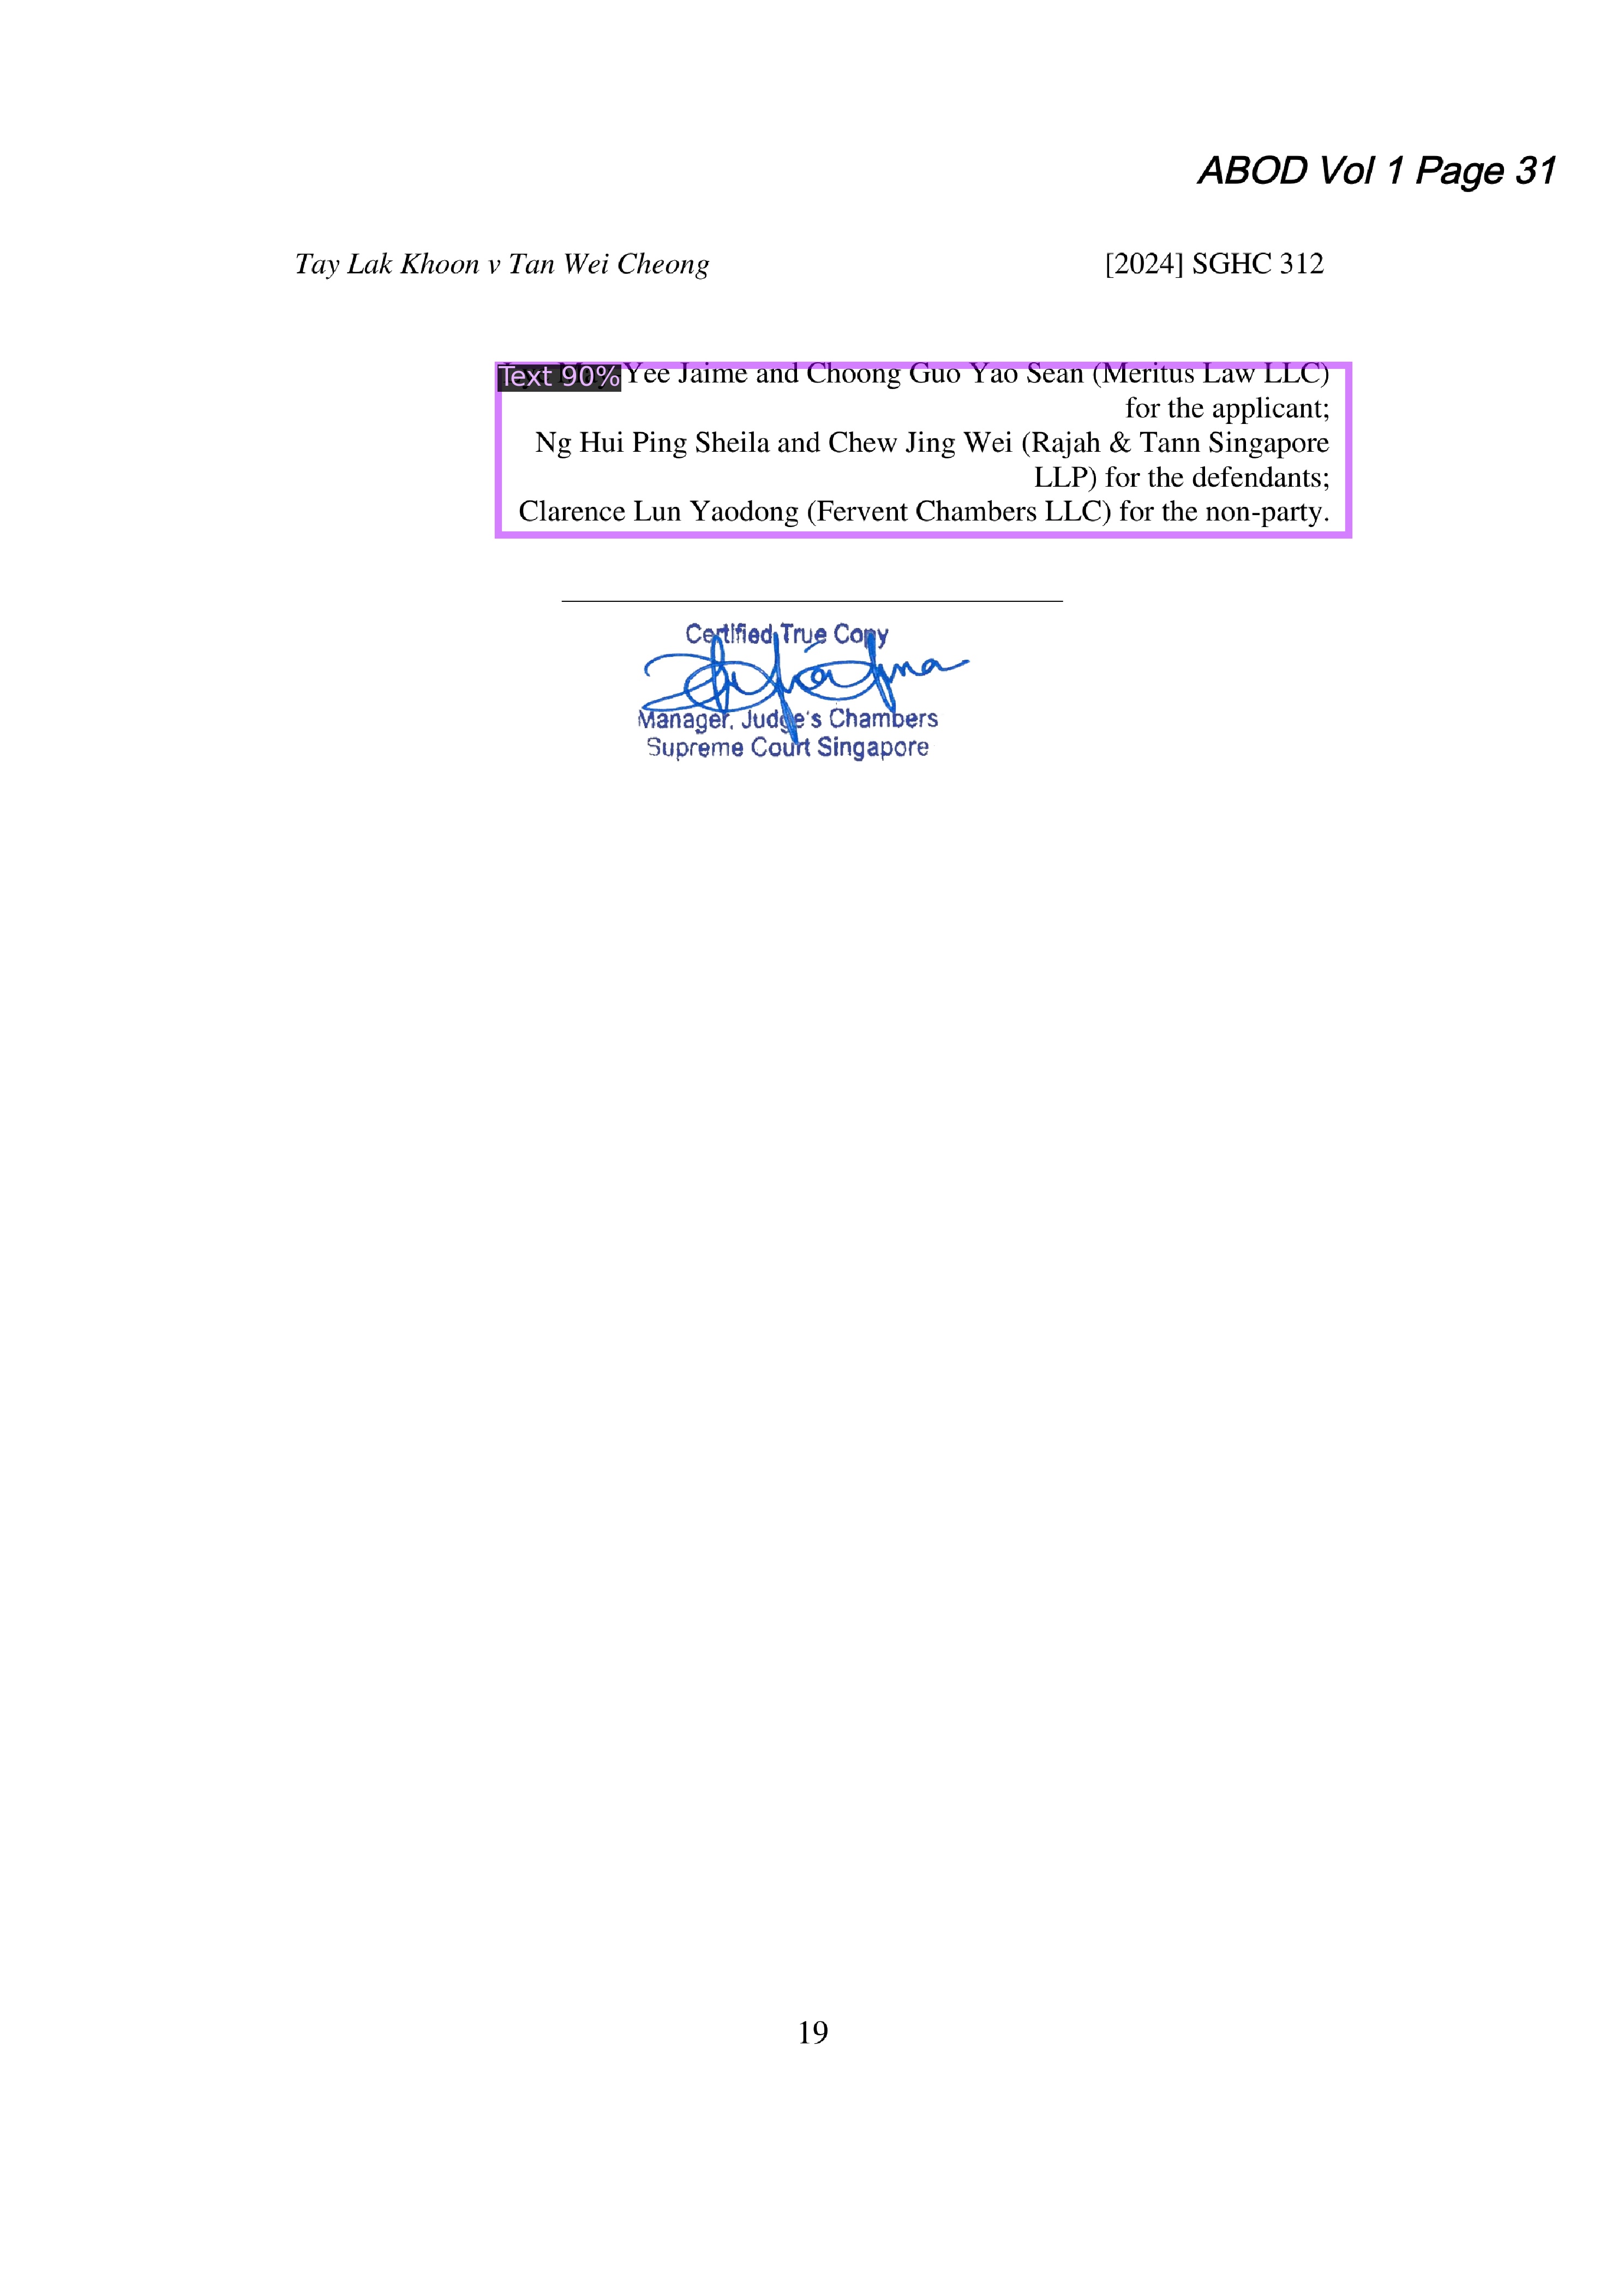 ABOD Vol 1 Page 31
Tay Lak Khoon v Tan Wei Cheong [2024] SGHC 312
Text 90% Yee Jaime and Choong Guo Yao Sean (Meritus Law LLC)
for the applicant;
Ng Hui Ping Sheila and Chew Jing Wei (Rajah & Tann Singapore
LLP) for the defendants;
Clarence Lun Yaodong (Fervent Chambers LLC) for the non-party.
Certified True Copy
Manager, Judge's Chambers
Supreme Court Singapore
19